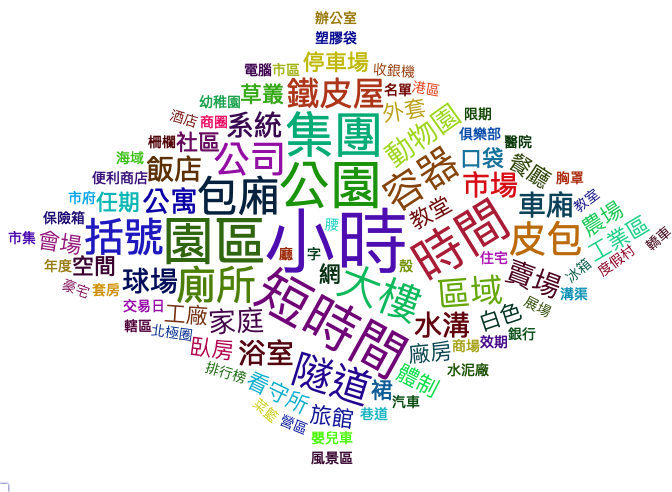 辦公室
塑膠袋
停車場
電腦
市區
收銀機
鐵皮屋
名單
港區
草叢
幼稚園
外套
動物園
限期
酒店
商圈
系統
集團
俱樂部
醫院
柵欄
社區
公司
容器
口袋
餐廳
海域
飯店
胸罩
便利商店
包廂
公園
市場
市府
任期
公寓
教堂
車廂
教室
保險箱
腰
時間
農場
市集
會場
括號
園區
小時
皮包
工業區
轎車
廳
字
殼
住宅
年度
空間
網
賣場
冰箱
度假村
豪宅
套房
球場
廁所
大樓
區域
溝渠
交易日
短時間
展場
工廠
家庭
水溝
白色
轄區
北極圈
銀行
臥房
浴室
廠房
商場
效期
排行榜
隧道
體制
水泥廠
看守所
裙
汽車
菜籃
營區
旅館
巷道
嬰兒車
風景區